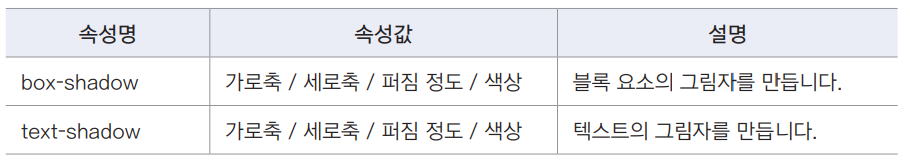 속성명 속성값 설명
box-shadow 가로축 / 세로축 / 퍼짐 정도 / 색상 블록 요소의 그림자를 만듭니다.
text-shadow 가로축 / 세로축 / 퍼짐 정도 / 색상 텍스트의 그림자를 만듭니다.